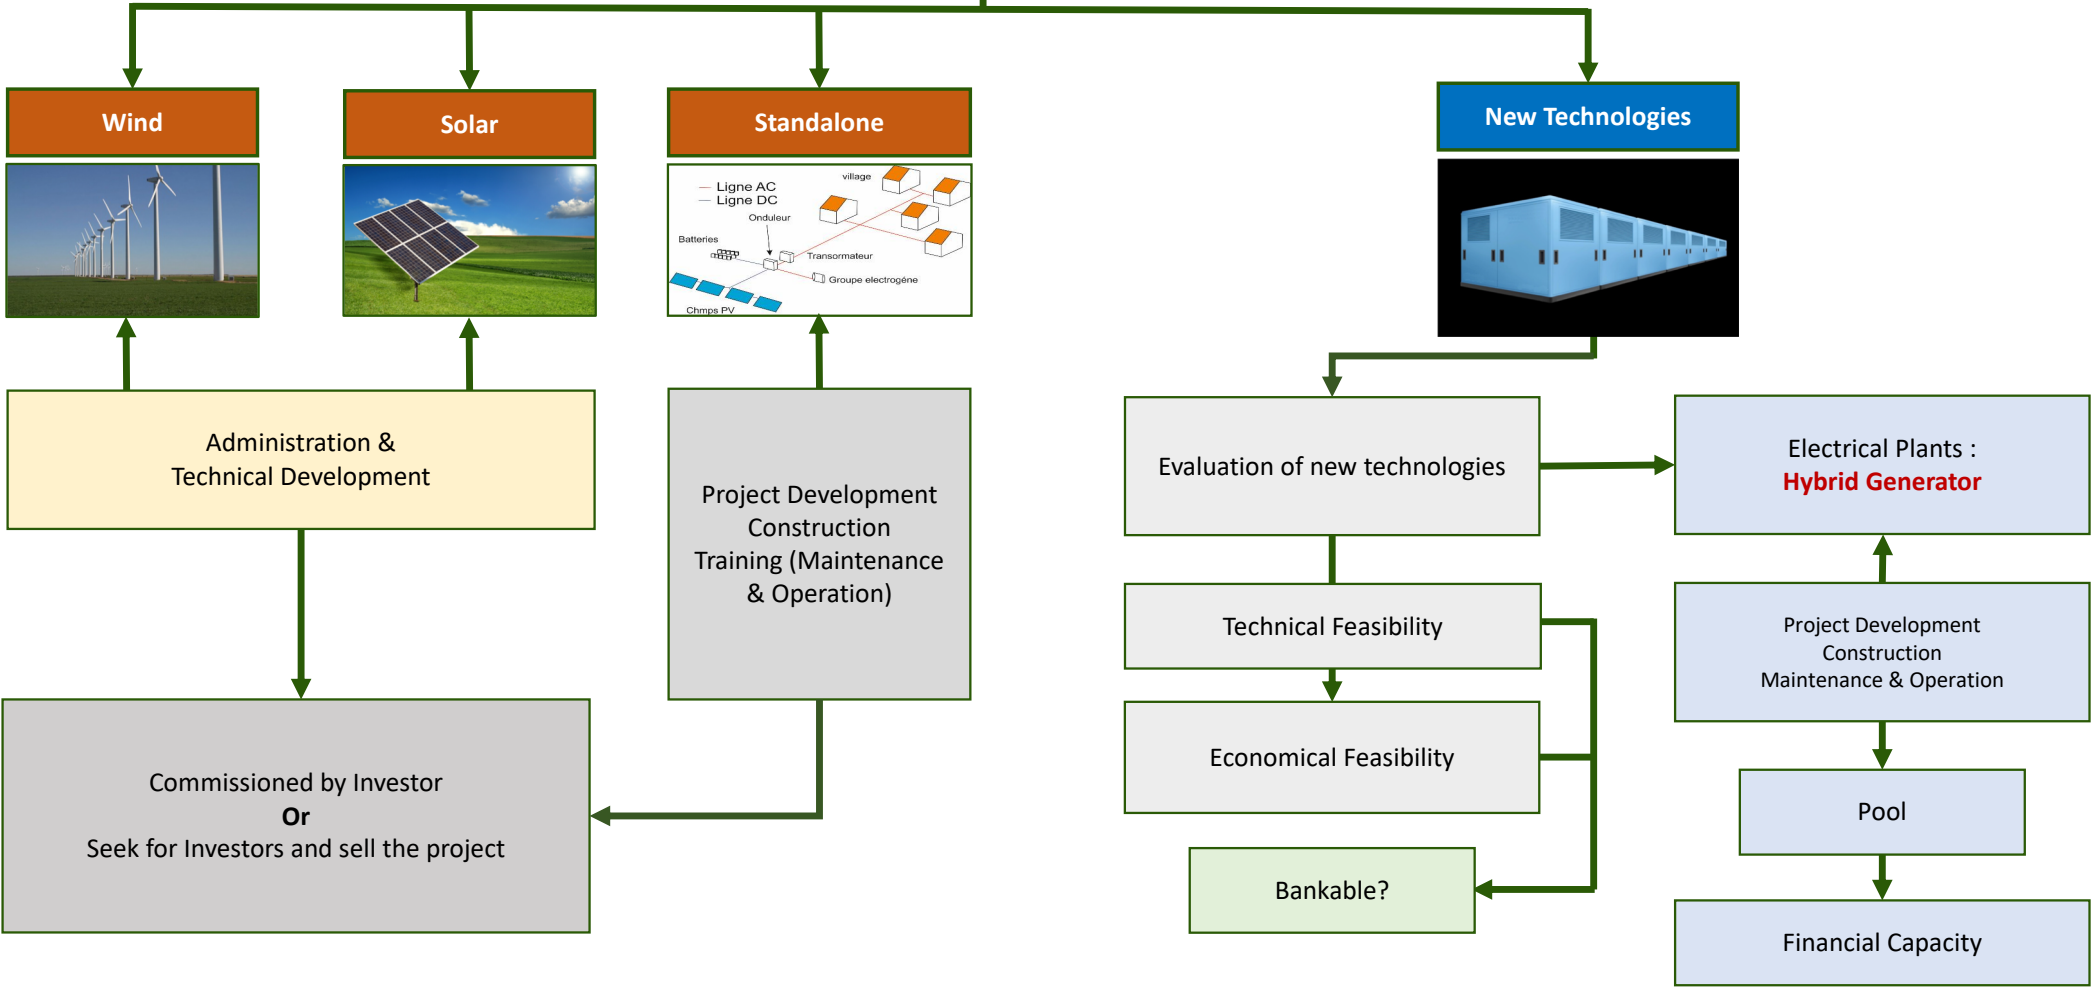 Wind
Solar
Standalone
New Technologies
Ligne AC
Ligne DC
village
Onduleur
Batteries
Transormateur
Groupe electrogéne
Chmps PV
Administration &
Technical Development
Project Development
Construction
Training (Maintenance
& Operation)
Commissioned by Investor
Or
Seek for Investors and sell the project
Evaluation of new technologies
Technical Feasibility
Economical Feasibility
Bankable?
Electrical Plants :
Hybrid Generator
Project Development
Construction
Maintenance & Operation
Pool
Financial Capacity